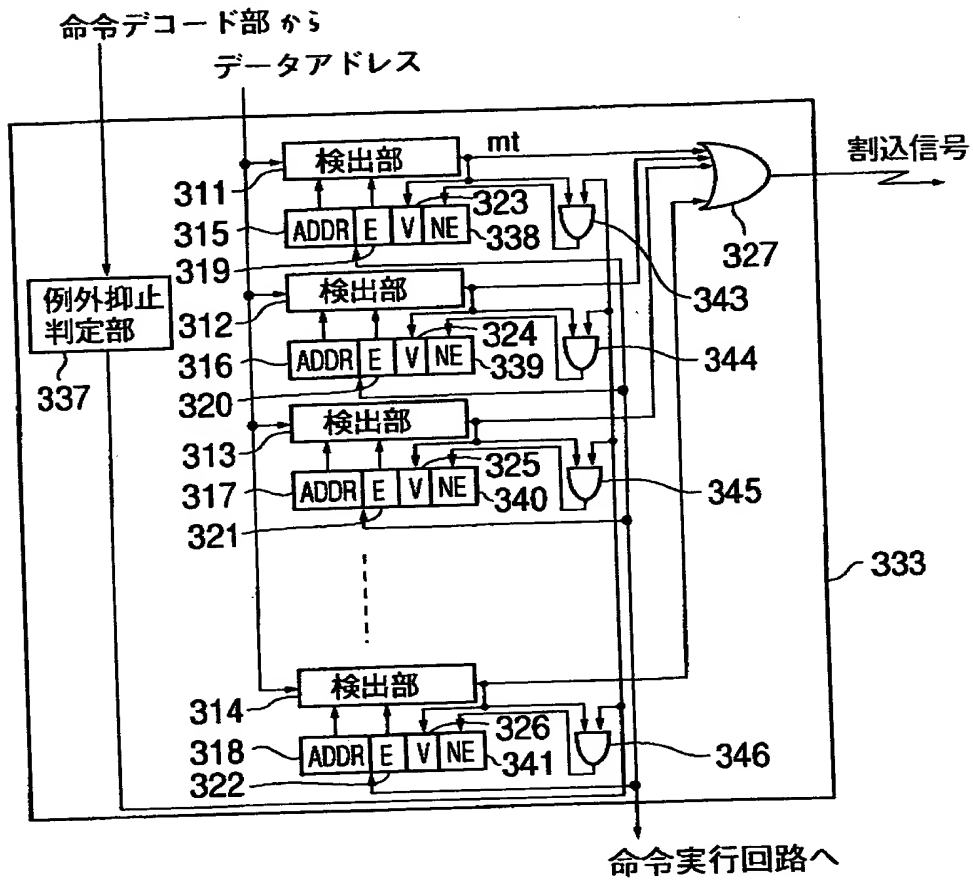 命令デコード部から
データアドレス
検出部
mt
割込信号
311
323
315
ADDR E V NE
338
327
319
343
例外抑止
判定部
検出部
312
324
316
ADDR E V NE
339
344
337
320
検出部
313
325
317
ADDR E V NE
340
345
321
333
検出部
314
326
318
ADDR E V NE
341
346
322
命令実行回路へ